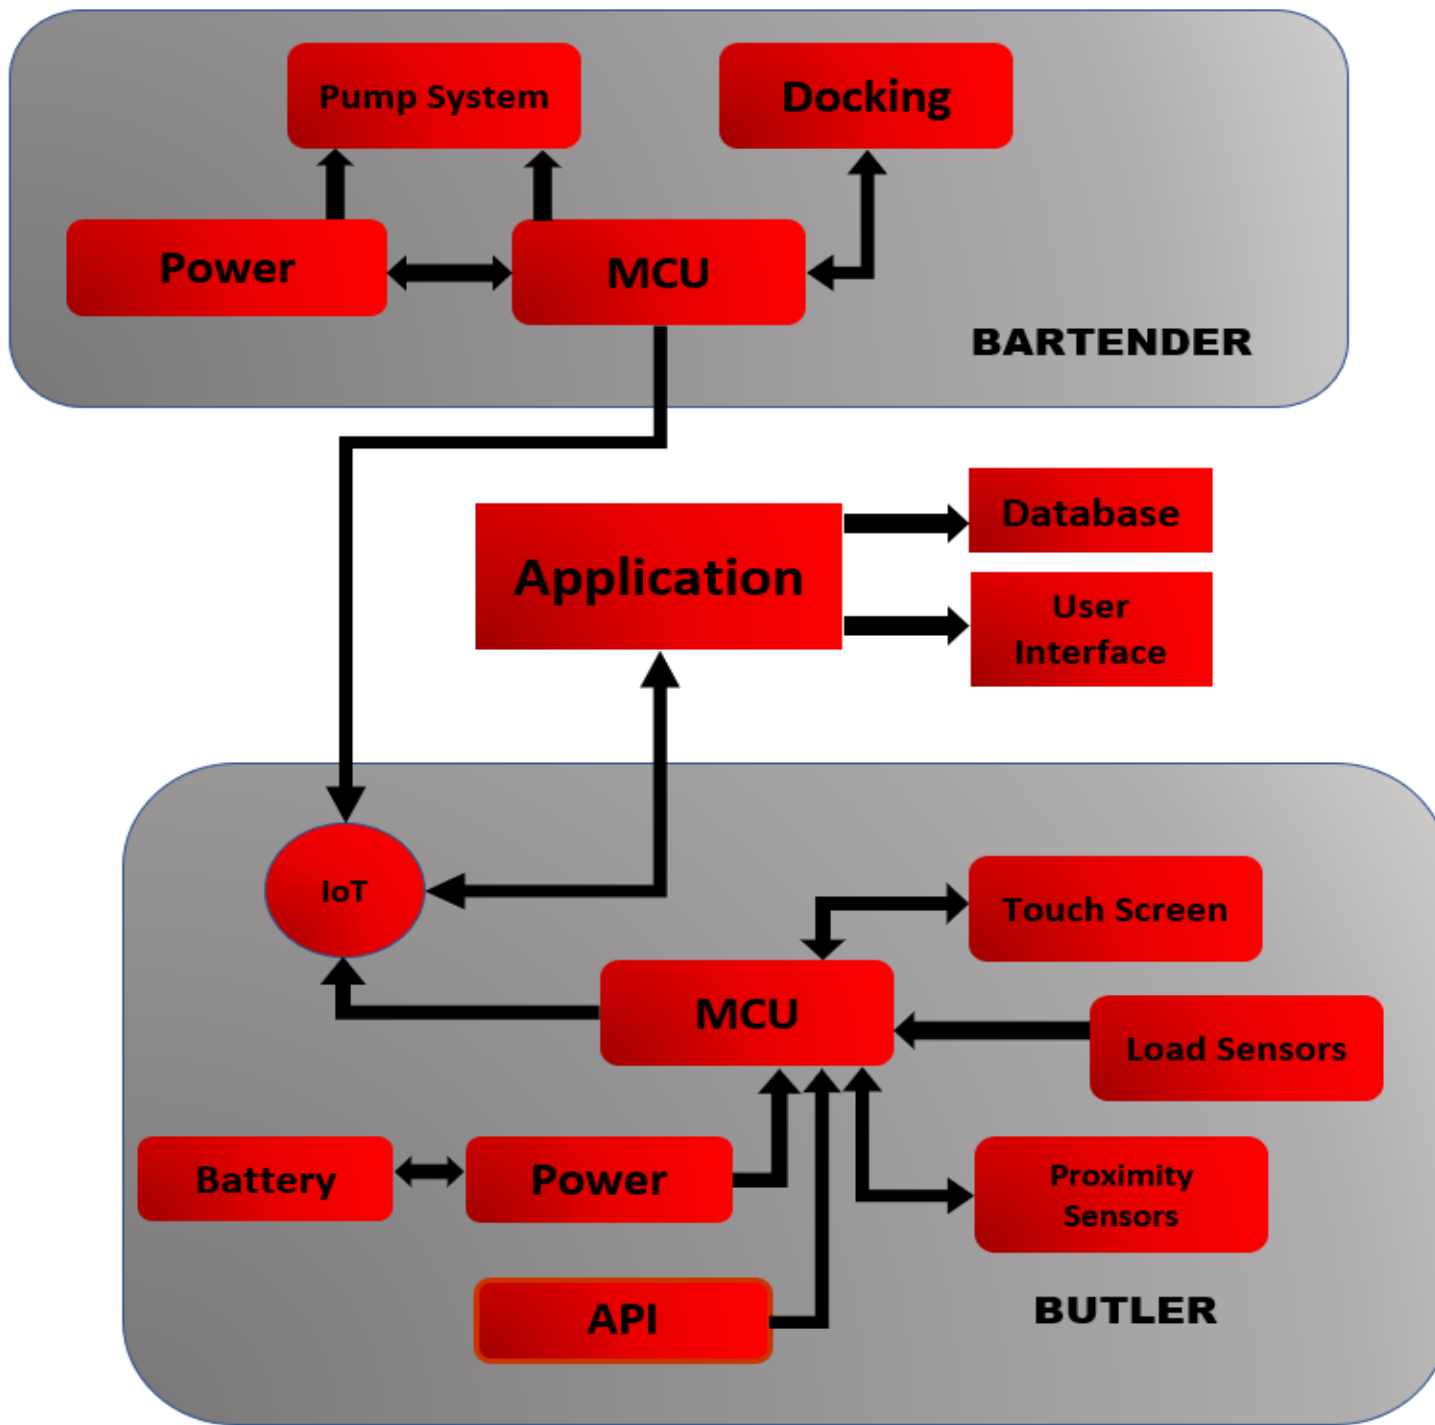 Pump System
Docking
Power
MCU
BARTENDER
Database
Application
User
Interface
IoT
Touch Screen
MCU
Load Sensors
Battery
Power
Proximity
Sensors
API
BUTLER